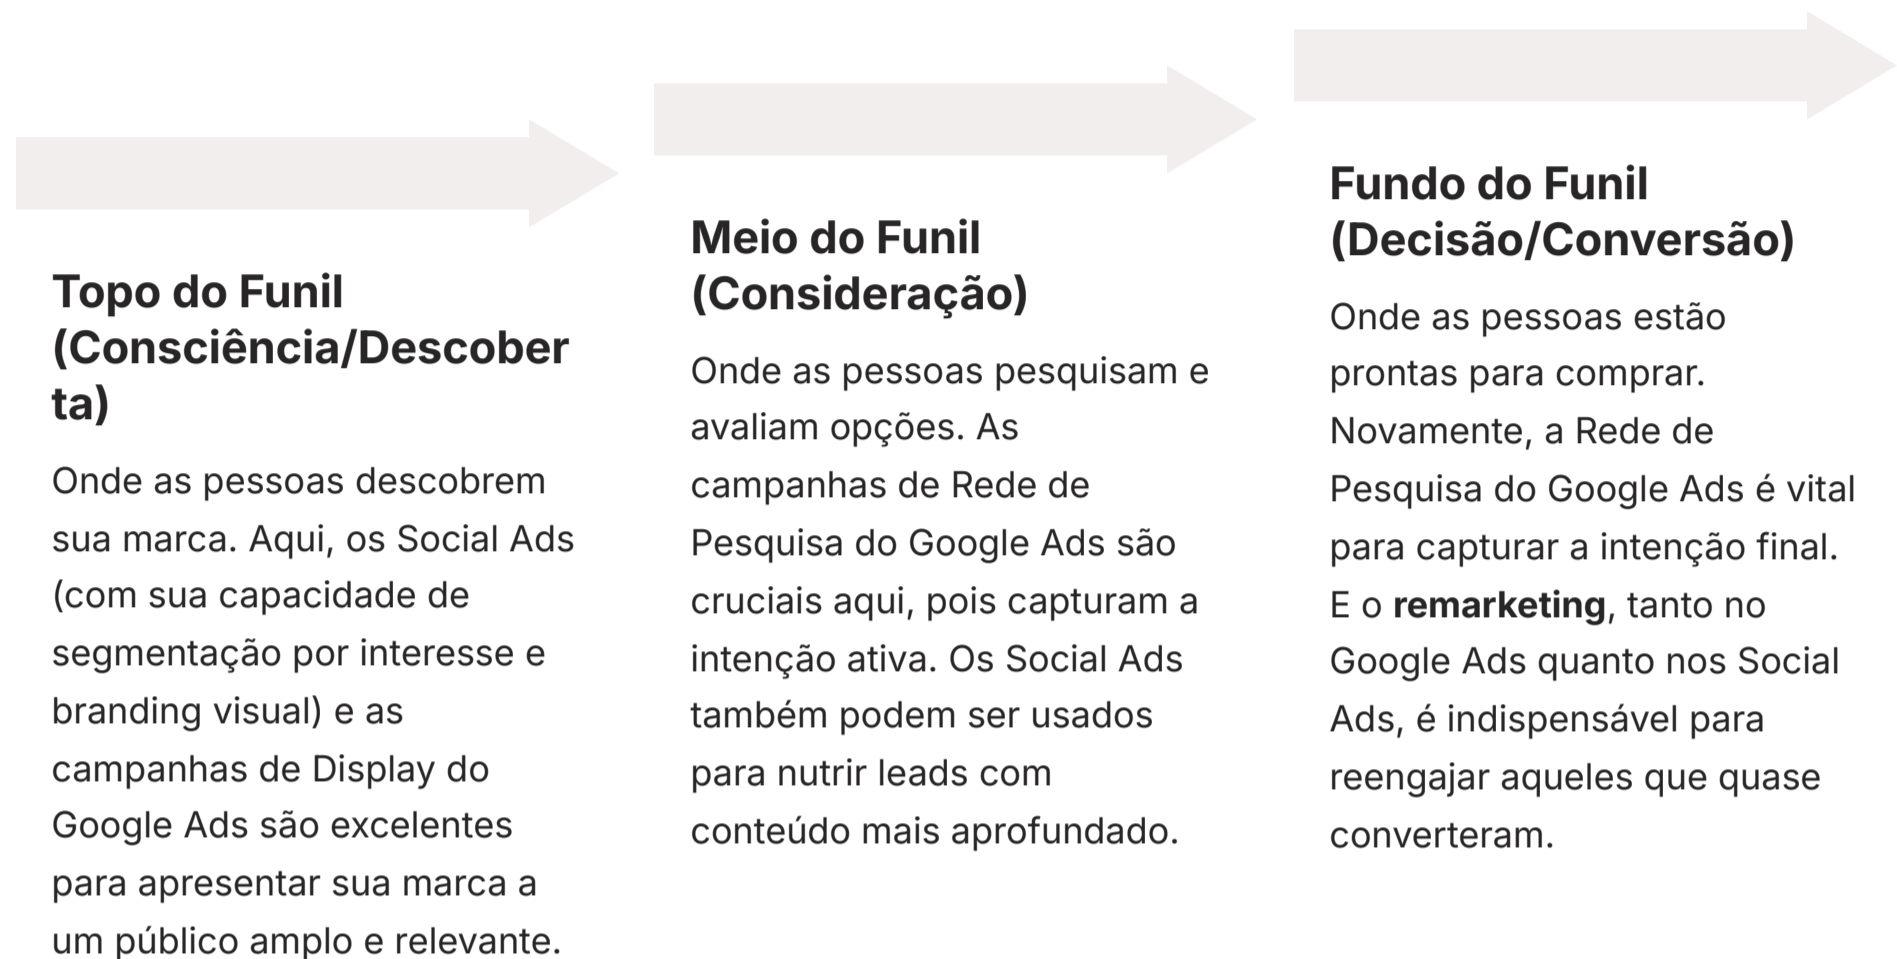 Topo do Funil
(Consciência/Descober
ta)
Onde as pessoas descobrem
sua marca. Aqui, os Social Ads
(com sua capacidade de
segmentação por interesse e
branding visual) e as
campanhas de Display do
Google Ads são excelentes
para apresentar sua marca a
um público amplo e relevante.
Meio do Funil
(Consideração)
Onde as pessoas pesquisam e
avaliam opções. As
campanhas de Rede de
Pesquisa do Google Ads são
cruciais aqui, pois capturam a
intenção ativa. Os Social Ads
também podem ser usados
para nutrir leads com
conteúdo mais aprofundado.
Fundo do Funil
(Decisão/Conversão)
Onde as pessoas estão
prontas para comprar.
Novamente, a Rede de
Pesquisa do Google Ads é vital
para capturar a intenção final.
E o remarketing, tanto no
Google Ads quanto nos Social
Ads, é indispensável para
reengajar aqueles que quase
converteram.